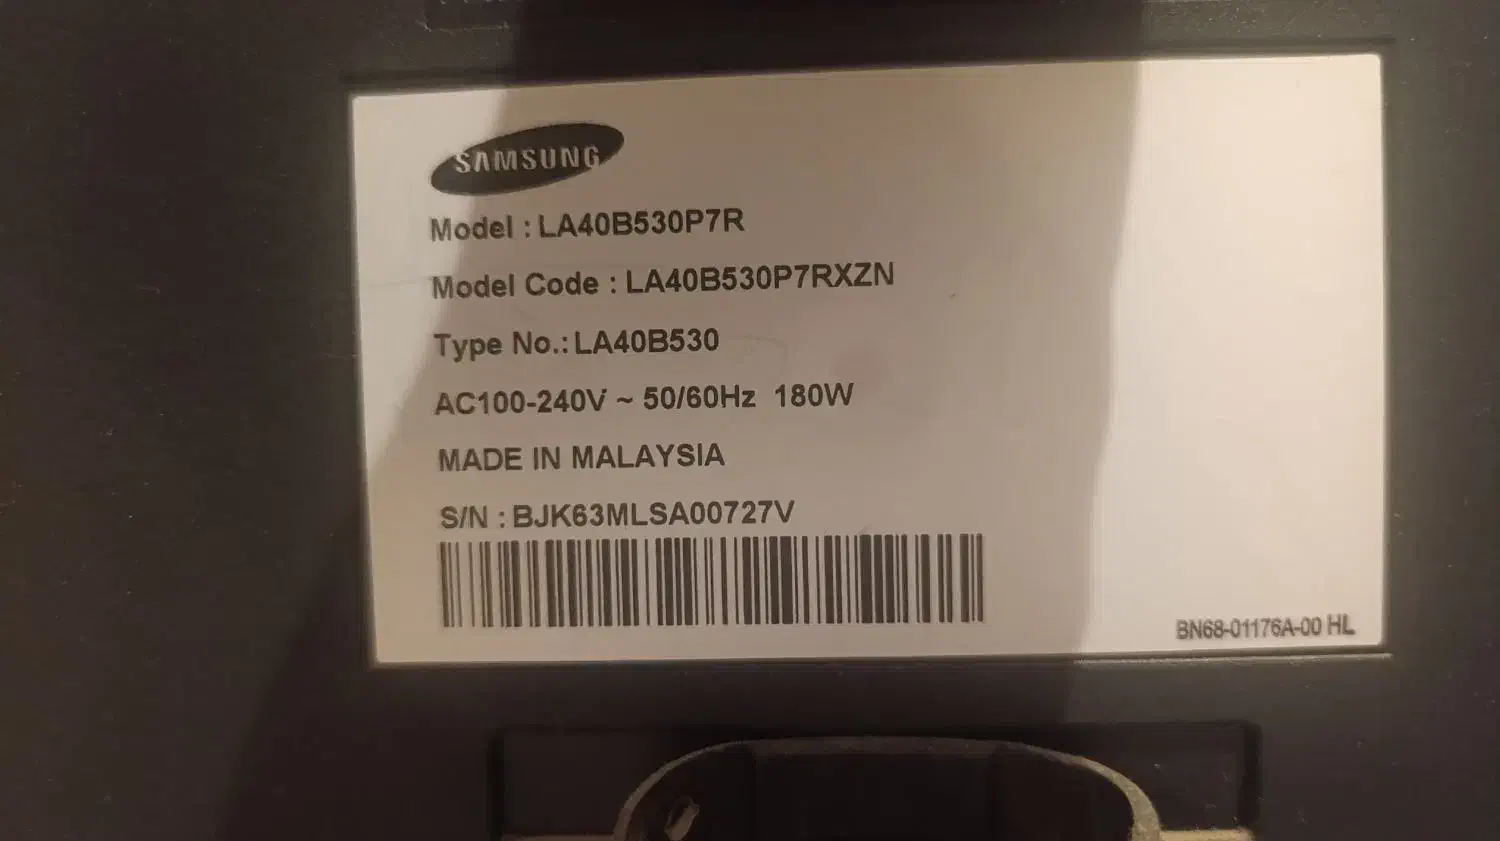 SAMSUNG
Model : LA40B530P7R
Model Code : LA40B530P7RXZN
Type No.: LA40B530
AC100-240V ~ 50/60Hz 180W
MADE IN MALAYSIA
S/N : BJK63MLSA00727V
BN68-01176A-00 HL